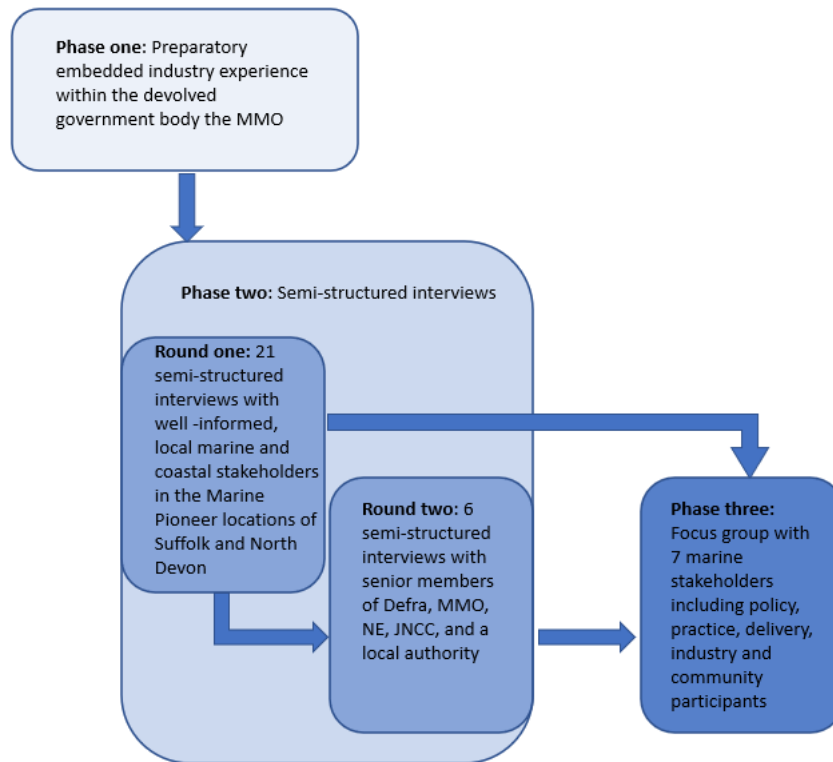 Phase one: Preparatory
embedded industry experience
within the devolved
government body the MMO
Phase two: Semi-structured interviews
Round one: 21
semi-structured
interviews with
well -informed,
local marine and
coastal stakeholders
in the Marine
Pioneer locations of
Suffolk and North
Devon
Round two: 6
semi-structured
interviews with
senior members
of Defra, MMO,
NE, JNCC, and a
local authority
Phase three:
Focus group with
7 marine
stakeholders
including policy,
practice, delivery,
industry and
community
participants